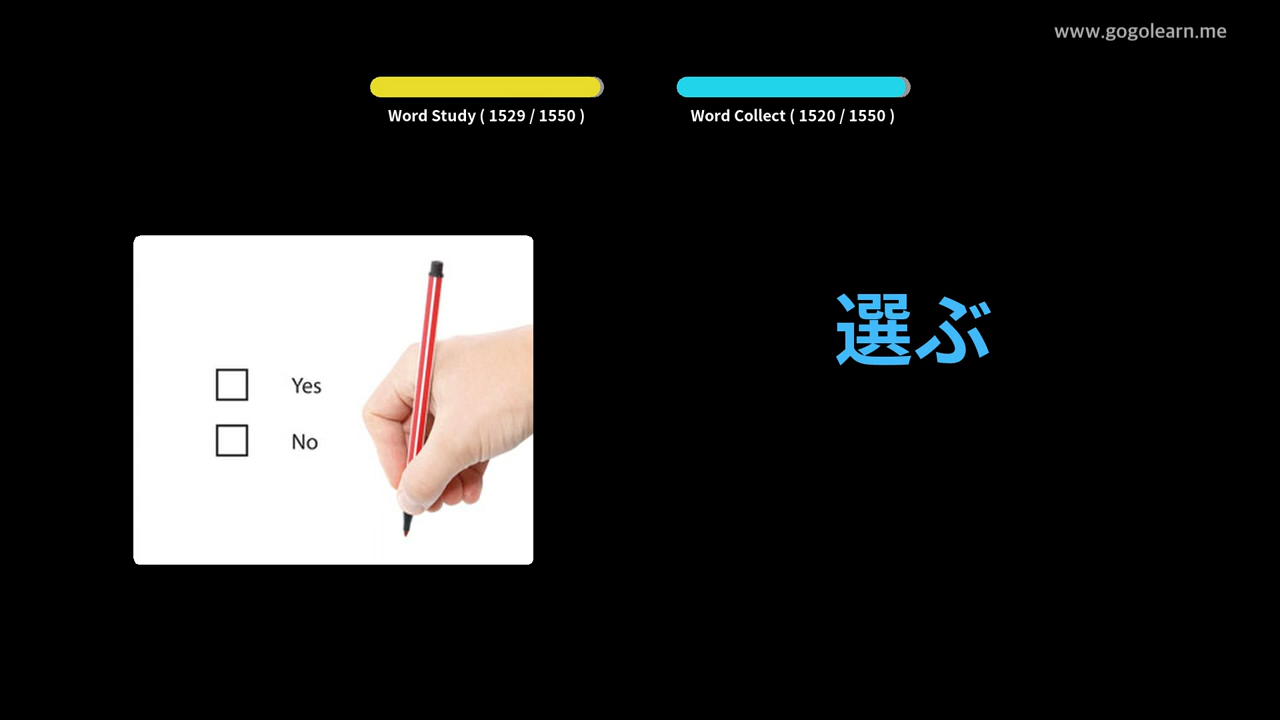 www.gogolearn.me
Word Study ( 1529 / 1550 )
Word Collect ( 1520 / 1550 )
選ぶ
Yes
No